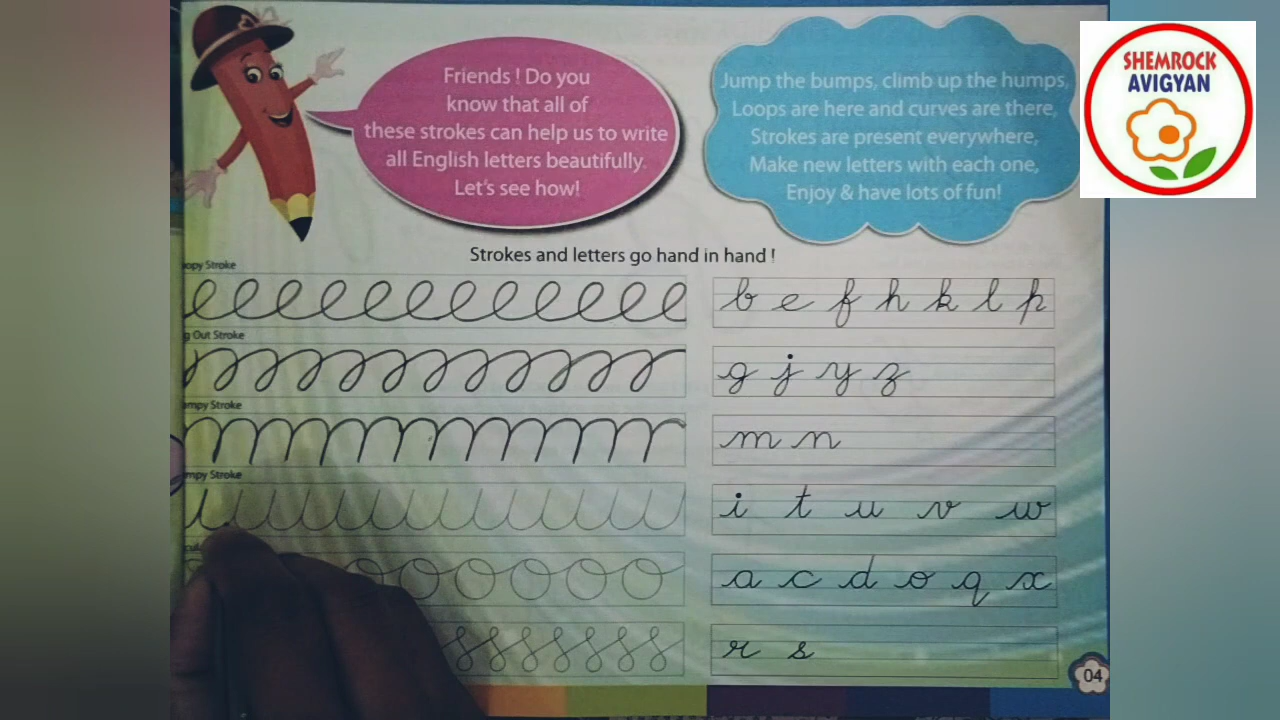 SHEMROCK
AVIGYAN
Friends ! Do you
know that all of
these strokes can help us to write
all English letters beautifully.
Let's see how!
Jump the bumps, climb up the humps,
Loops are here and curves are there,
Strokes are present everywhere,
Make new letters with each one,
Enjoy & have lots of fun!
Strokes and letters go hand in hand !
Stroke
b e f h k l p
Out Stroke
g j y z
Stroke
m n
Stroke
i t u v w
a c d o q x
r s
04